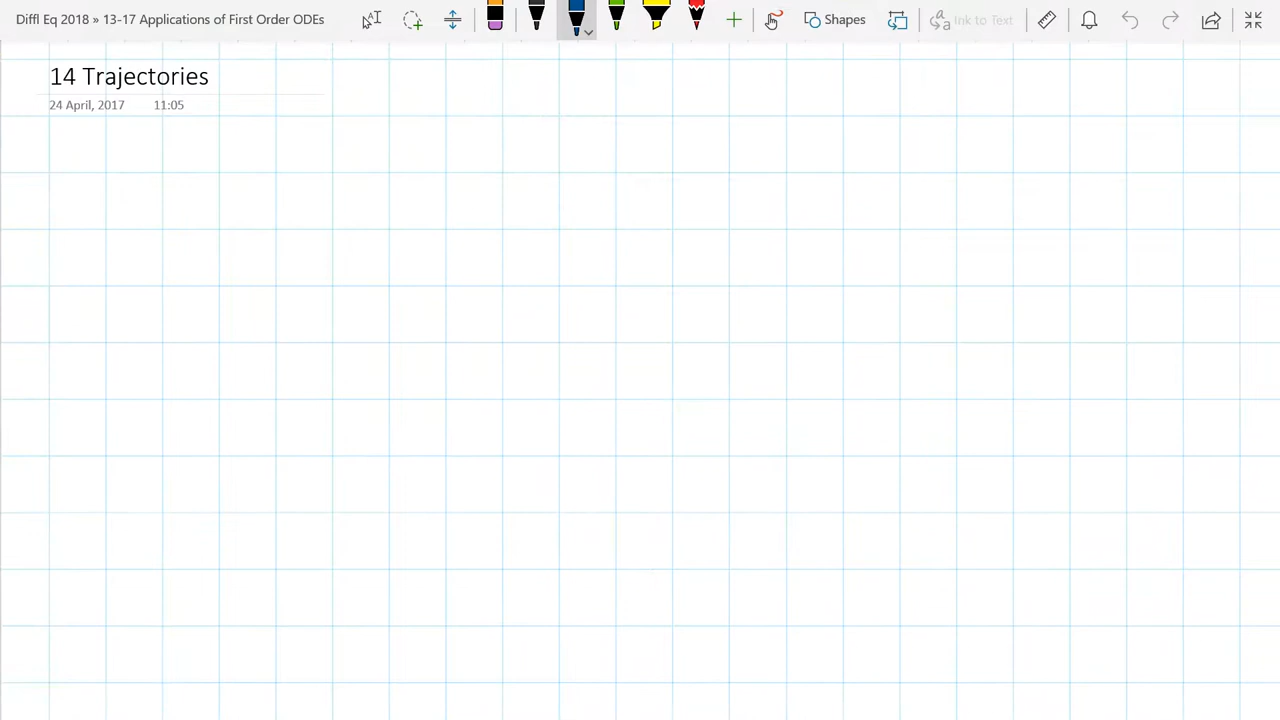 Diffl Eq 2018 » 13-17 Applications of First Order ODEs
Shapes
Ink to Text
14 Trajectories
24 April, 2017 11:05